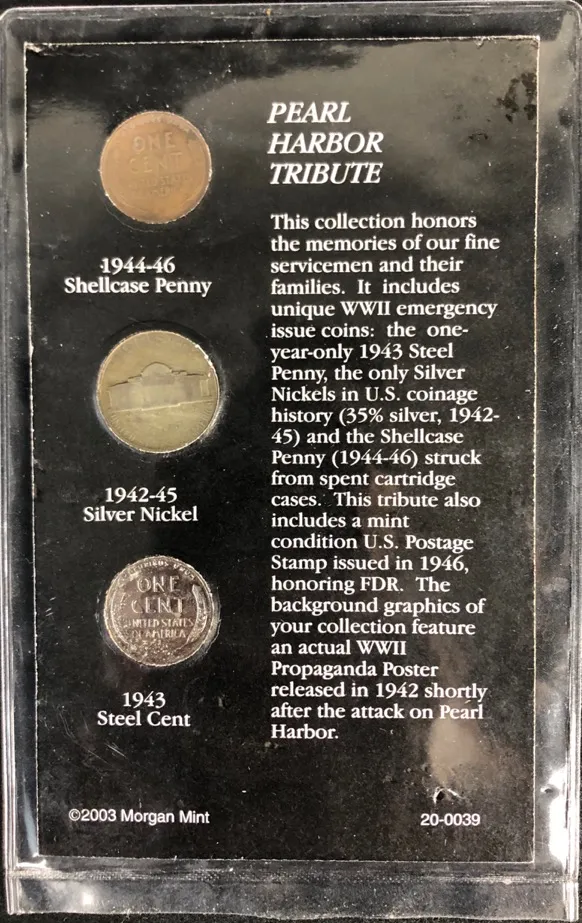 PEARL
HARBOR
TRIBUTE
This collection honors
the memories of our fine
servicemen and their
families. It includes
unique WWII emergency
issue coins: the one-
year-only 1943 Steel
Penny, the only Silver
Nickels in U.S. coinage
history (35% silver, 1942-
45) and the Shellcase
Penny (1944-46) struck
from spent cartridge
cases. This tribute also
includes a mint
condition U.S. Postage
Stamp issued in 1946,
honoring FDR. The
background graphics of
your collection feature
an actual WWII
Propaganda Poster
released in 1942 shortly
after the attack on Pearl
Harbor.
ONE
CENT
1944-46
Shellcase Penny
1942-45
Silver Nickel
ONE
CENT
UNITED STATES
OF AMERICA
1943
Steel Cent
©2003 Morgan Mint
20-0039